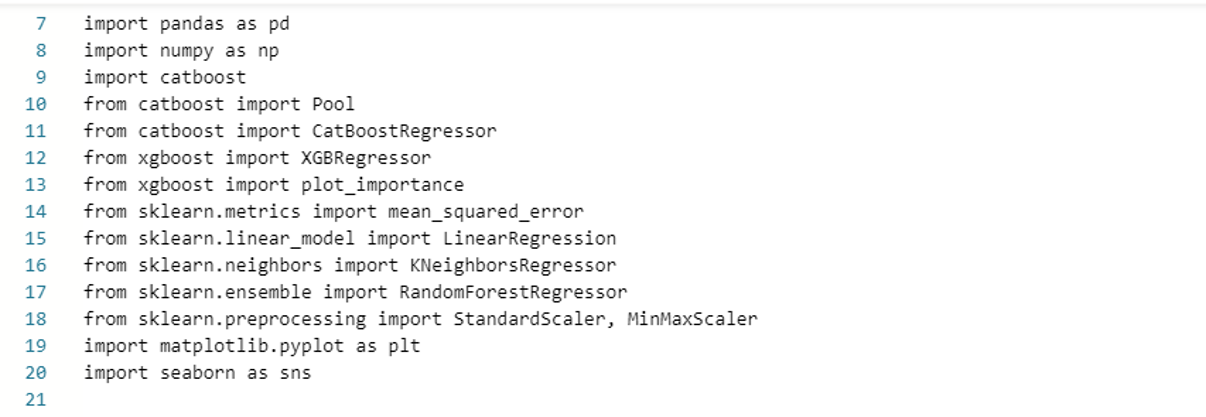 7 import pandas as pd
8 import numpy as np
9 import catboost
10 from catboost import Pool
11 from catboost import CatBoostRegressor
12 from xgboost import XGBRegressor
13 from xgboost import plot_importance
14 from sklearn.metrics import mean_squared_error
15 from sklearn.linear_model import LinearRegression
16 from sklearn.neighbors import KNeighborsRegressor
17 from sklearn.ensemble import RandomForestRegressor
18 from sklearn.preprocessing import StandardScaler, MinMaxScaler
19 import matplotlib.pyplot as plt
20 import seaborn as sns
21